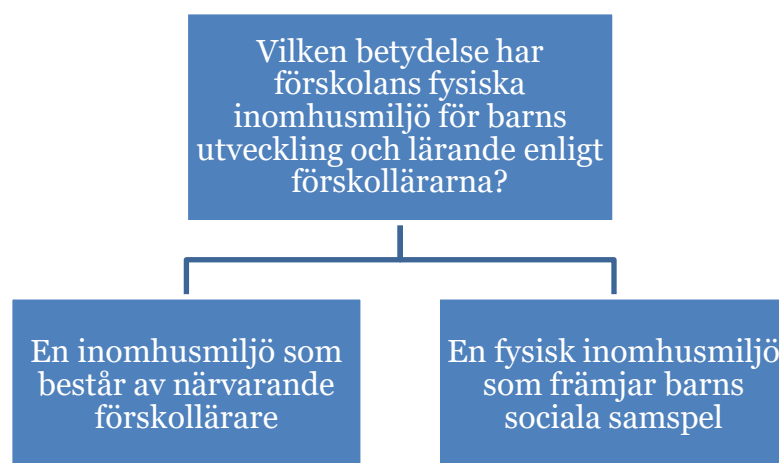 Vilken betydelse har
förskolans fysiska
inomhusmiljö för barns
utveckling och lärande enligt
förskollärarna?
En inomhusmiljö som
består av närvarande
förskollärare
En fysisk inomhusmiljö
som främjar barns
sociala samspel